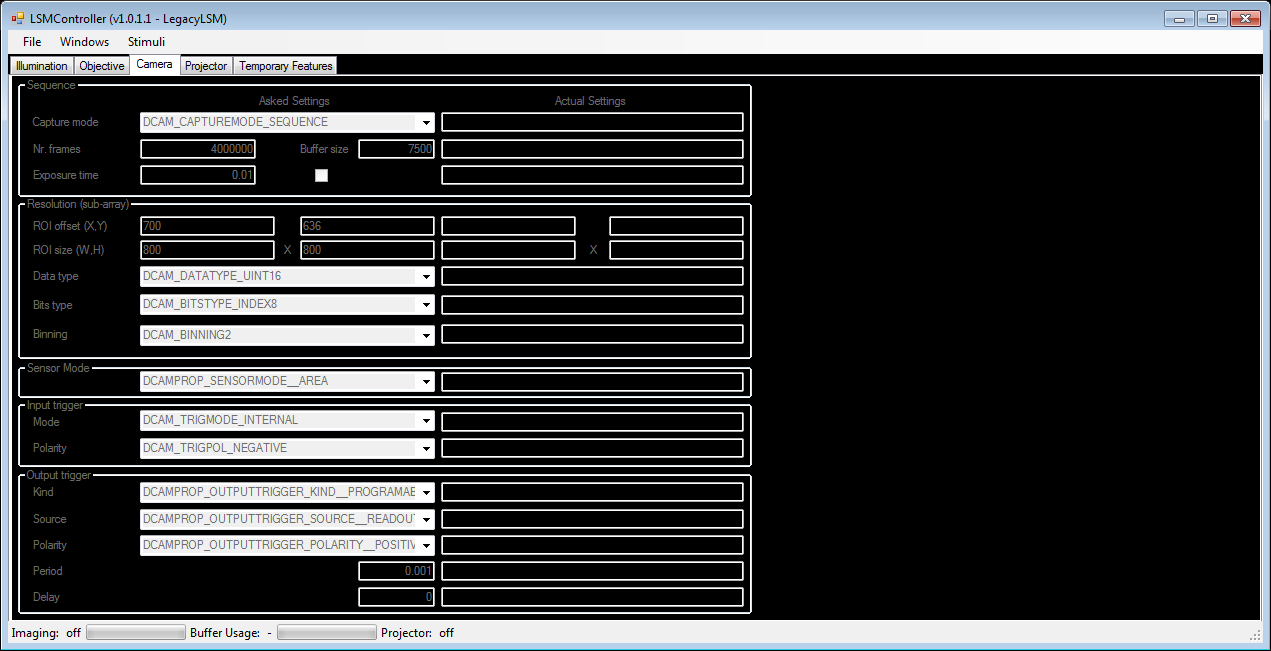 LSMController (v1.0.1.1 - LegacyLSM)
File Windows Stimuli
Illumination Objective Camera Projector Temporary Features
Sequence
Asked Settings Actual Settings
Capture mode DCAM_CAPTUREMODE_SEQUENCE
Nr. frames 4000000 Buffer size 7500
Exposure time 0.01
Resolution (sub-array)
ROI offset (X,Y) 700 636
ROI size (W,H) 800 X 800 X
Data type DCAM_DATATYPE_UINT16
Bits type DCAM_BITSTYPE_INDEX8
Binning DCAM_BINNING2
Sensor Mode
DCAMPROP_SENSORMODE__AREA
Input trigger
Mode DCAM_TRIGMODE_INTERNAL
Polarity DCAM_TRIGPOL_NEGATIVE
Output trigger
Kind DCAMPROP_OUTPUTTRIGGER_KIND__PROGRAMAB
Source DCAMPROP_OUTPUTTRIGGER_SOURCE__READOUT
Polarity DCAMPROP_OUTPUTTRIGGER_POLARITY__POSITIV
Period 0.001
Delay 0
Imaging: off Buffer Usage: - Projector: off